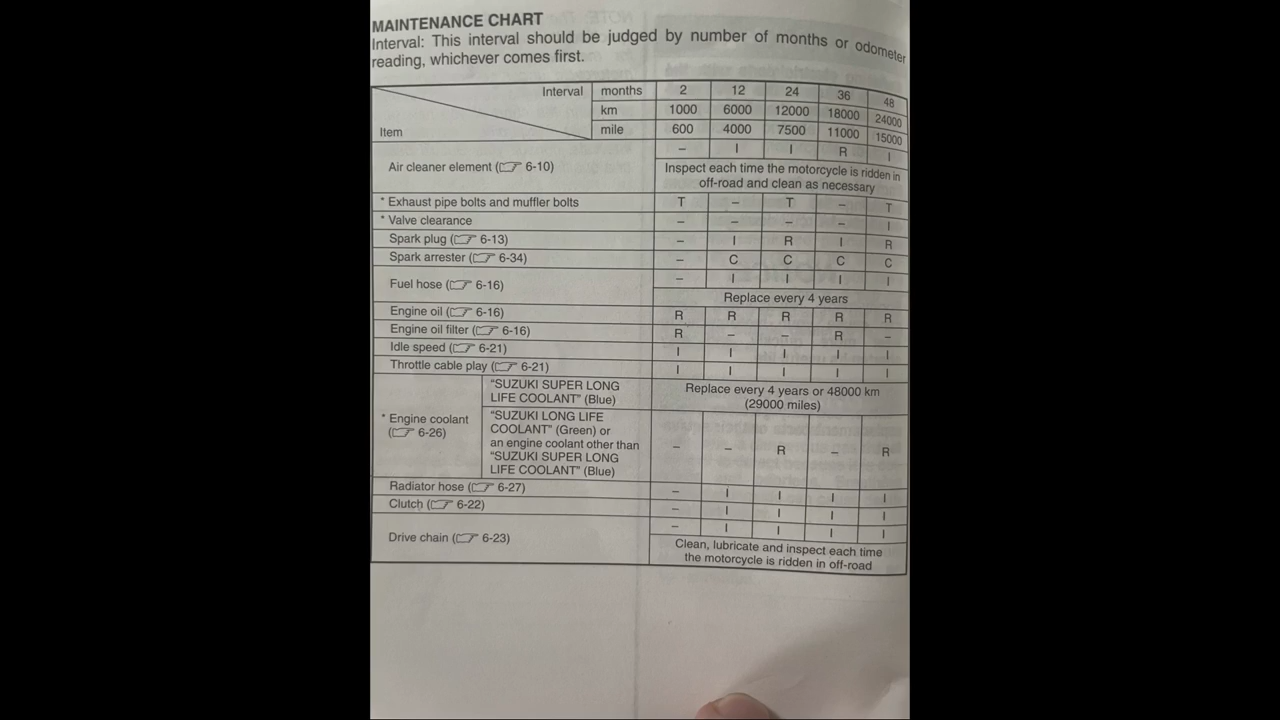 MAINTENANCE CHART
Interval: This interval should be judged by number of months or odometer
reading, whichever comes first.
Interval months 2 12 24 36 48
km 1000 6000 12000 18000 24000
Item mile 600 4000 7500 11000 15000
Air cleaner element (☞ 6-10) – I I R I
Inspect each time the motorcycle is ridden in
off-road and clean as necessary
* Exhaust pipe bolts and muffler bolts T – T – T
* Valve clearance – – – – I
Spark plug (☞ 6-13) – I R I R
Spark arrester (☞ 6-34) – C C C C
Fuel hose (☞ 6-16) – I I I I
Replace every 4 years
Engine oil (☞ 6-16) R R R R R
Engine oil filter (☞ 6-16) R – – R –
Idle speed (☞ 6-21) I I I I I
Throttle cable play (☞ 6-21) I I I I I
* Engine coolant
(☞ 6-26)
"SUZUKI SUPER LONG
LIFE COOLANT" (Blue)
Replace every 4 years or 48000 km
(29000 miles)
"SUZUKI LONG LIFE
COOLANT" (Green) or
an engine coolant other than
"SUZUKI SUPER LONG
LIFE COOLANT" (Blue)
– – R – R
Radiator hose (☞ 6-27) – I I I I
Clutch (☞ 6-22) – I I I I
Drive chain (☞ 6-23) – I I I I
Clean, lubricate and inspect each time
the motorcycle is ridden in off-road